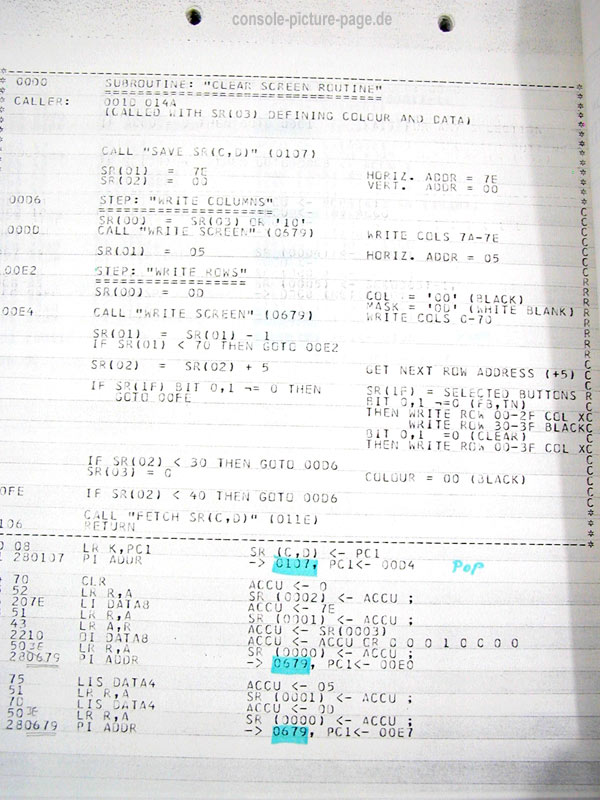 console-picture-page.de
0000 SUBROUTINE: "CLEAR SCREEN ROUTINE"
CALLER: 001D 014A
(CALLED WITH SR(03) DEFINING COLOUR AND DATA)
CALL "SAVE SR(C,D)" (0107)
SR(01) = 7E HORIZ. ADDR = 7E
SR(02) = 00 VERT. ADDR = 00
00D6 STEP: "WRITE COLUMNS"
SR(00) = SR(03) OR '10'
00DD CALL "WRITE SCREEN" (0679) WRITE COLS 7A-7E
SR(01) = 05 HORIZ. ADDR = 05
00E2 STEP: "WRITE ROWS"
SR(00) = 00 COL = '00' (BLACK)
MASK = '00' (WHITE BLANK)
00E4 CALL "WRITE SCREEN" (0679) WRITE COLS 0-70
SR(01) = SR(01) - 1
IF SR(01) < 70 THEN GOTO 00E2
SR(02) = SR(02) + 5 GET NEXT ROW ADDRESS (+5)
IF SR(1F) BIT 0,1 ¬= 0 THEN SR(1F) = SELECTED BUTTONS
GOTO 00FE BIT 0,1 ¬=0 (FB,TN)
THEN WRITE ROW 00-2F COL X
WRITE ROW 30-3F BLACK
BIT 0,1 =0 (CLEAR)
THEN WRITE ROW 00-3F COL X
IF SR(02) < 30 THEN GOTO 00D6
SR(03) = 0 COLOUR = 00 (BLACK)
0FE IF SR(02) < 40 THEN GOTO 00D6
CALL "FETCH SR(C,D)" (011E)
106 RETURN
0 08 LR K,PC1 SR (C,D) <- PC1
280107 PI ADDR -> 0107, PC1<- 00D4 POP
70 CLR ACCU <- 0
52 LR R,A SR (0002) <- ACCU ;
207E LI DATA8 ACCU <- 7E
51 LR R,A SR (0001) <- ACCU ;
43 LR A,R ACCU <- SR(0003)
2210 OI DATA8 ACCU <- ACCU OR 0 0 0 1 0 0 0 0
50 LR R,A SR (0000) <- ACCU ;
280679 PI ADDR -> 0679, PC1<- 00E0
75 LIS DATA4 ACCU <- 05
51 LR R,A SR (0001) <- ACCU ;
70 LIS DATA4 ACCU <- 00
50 LR R,A SR (0000) <- ACCU ;
280679 PI ADDR -> 0679, PC1<- 00E7